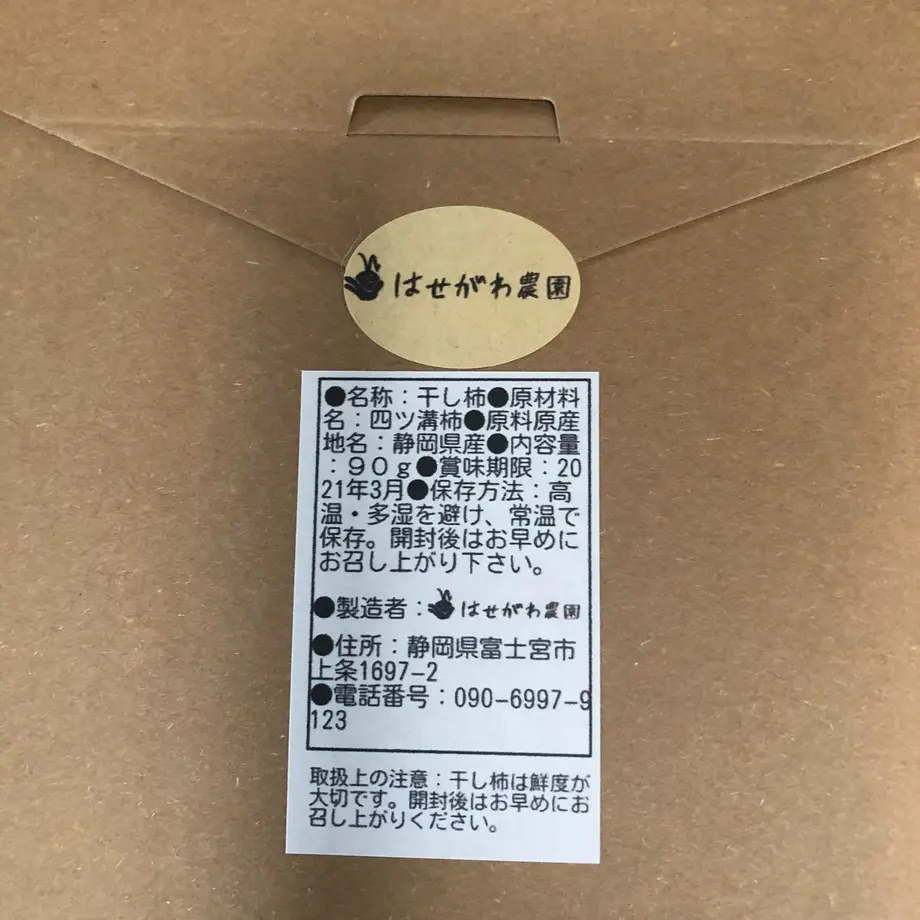 はせがわ農園
●名称：干し柿●原材料
名：四ツ溝柿●原料原産
地名：静岡県産●内容量
：９０ｇ●賞味期限：20
21年3月●保存方法：高
温・多湿を避け、常温で
保存。開封後はお早めに
お召し上がり下さい。
●製造者：はせがわ農園
●住所：静岡県富士宮市
上条1697-2
●電話番号：090-6997-9
123
取扱上の注意：干し柿は鮮度が
大切です。開封後はお早めにお
召し上がりください。